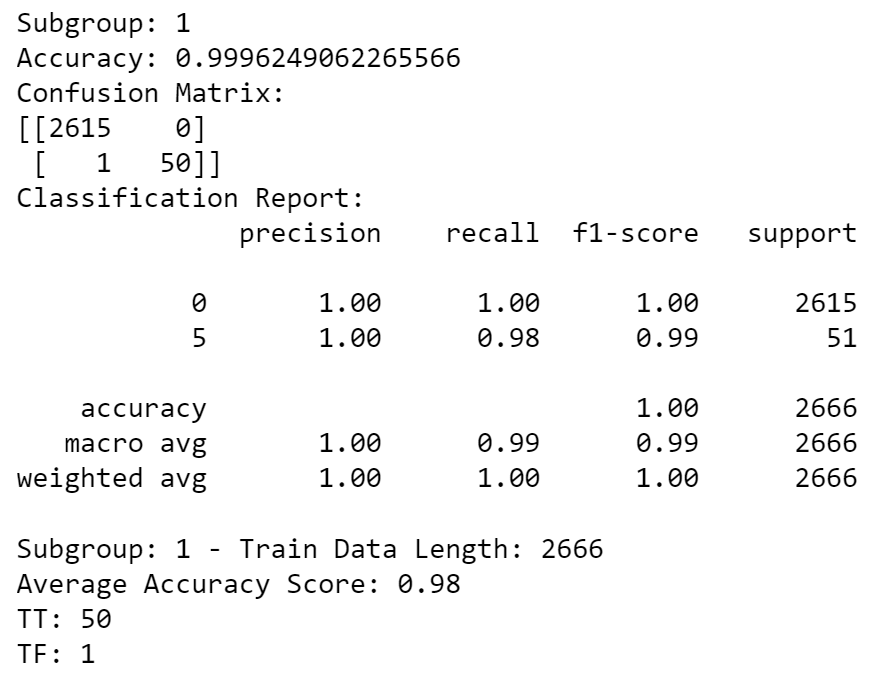 Subgroup: 1
Accuracy: 0.9996249062265566
Confusion Matrix:
[[2615    0]
 [   1   50]]
Classification Report:
              precision    recall  f1-score   support

           0       1.00      1.00      1.00      2615
           5       1.00      0.98      0.99        51

    accuracy                           1.00      2666
   macro avg       1.00      0.99      0.99      2666
weighted avg       1.00      1.00      1.00      2666

Subgroup: 1 - Train Data Length: 2666
Average Accuracy Score: 0.98
TT: 50
TF: 1